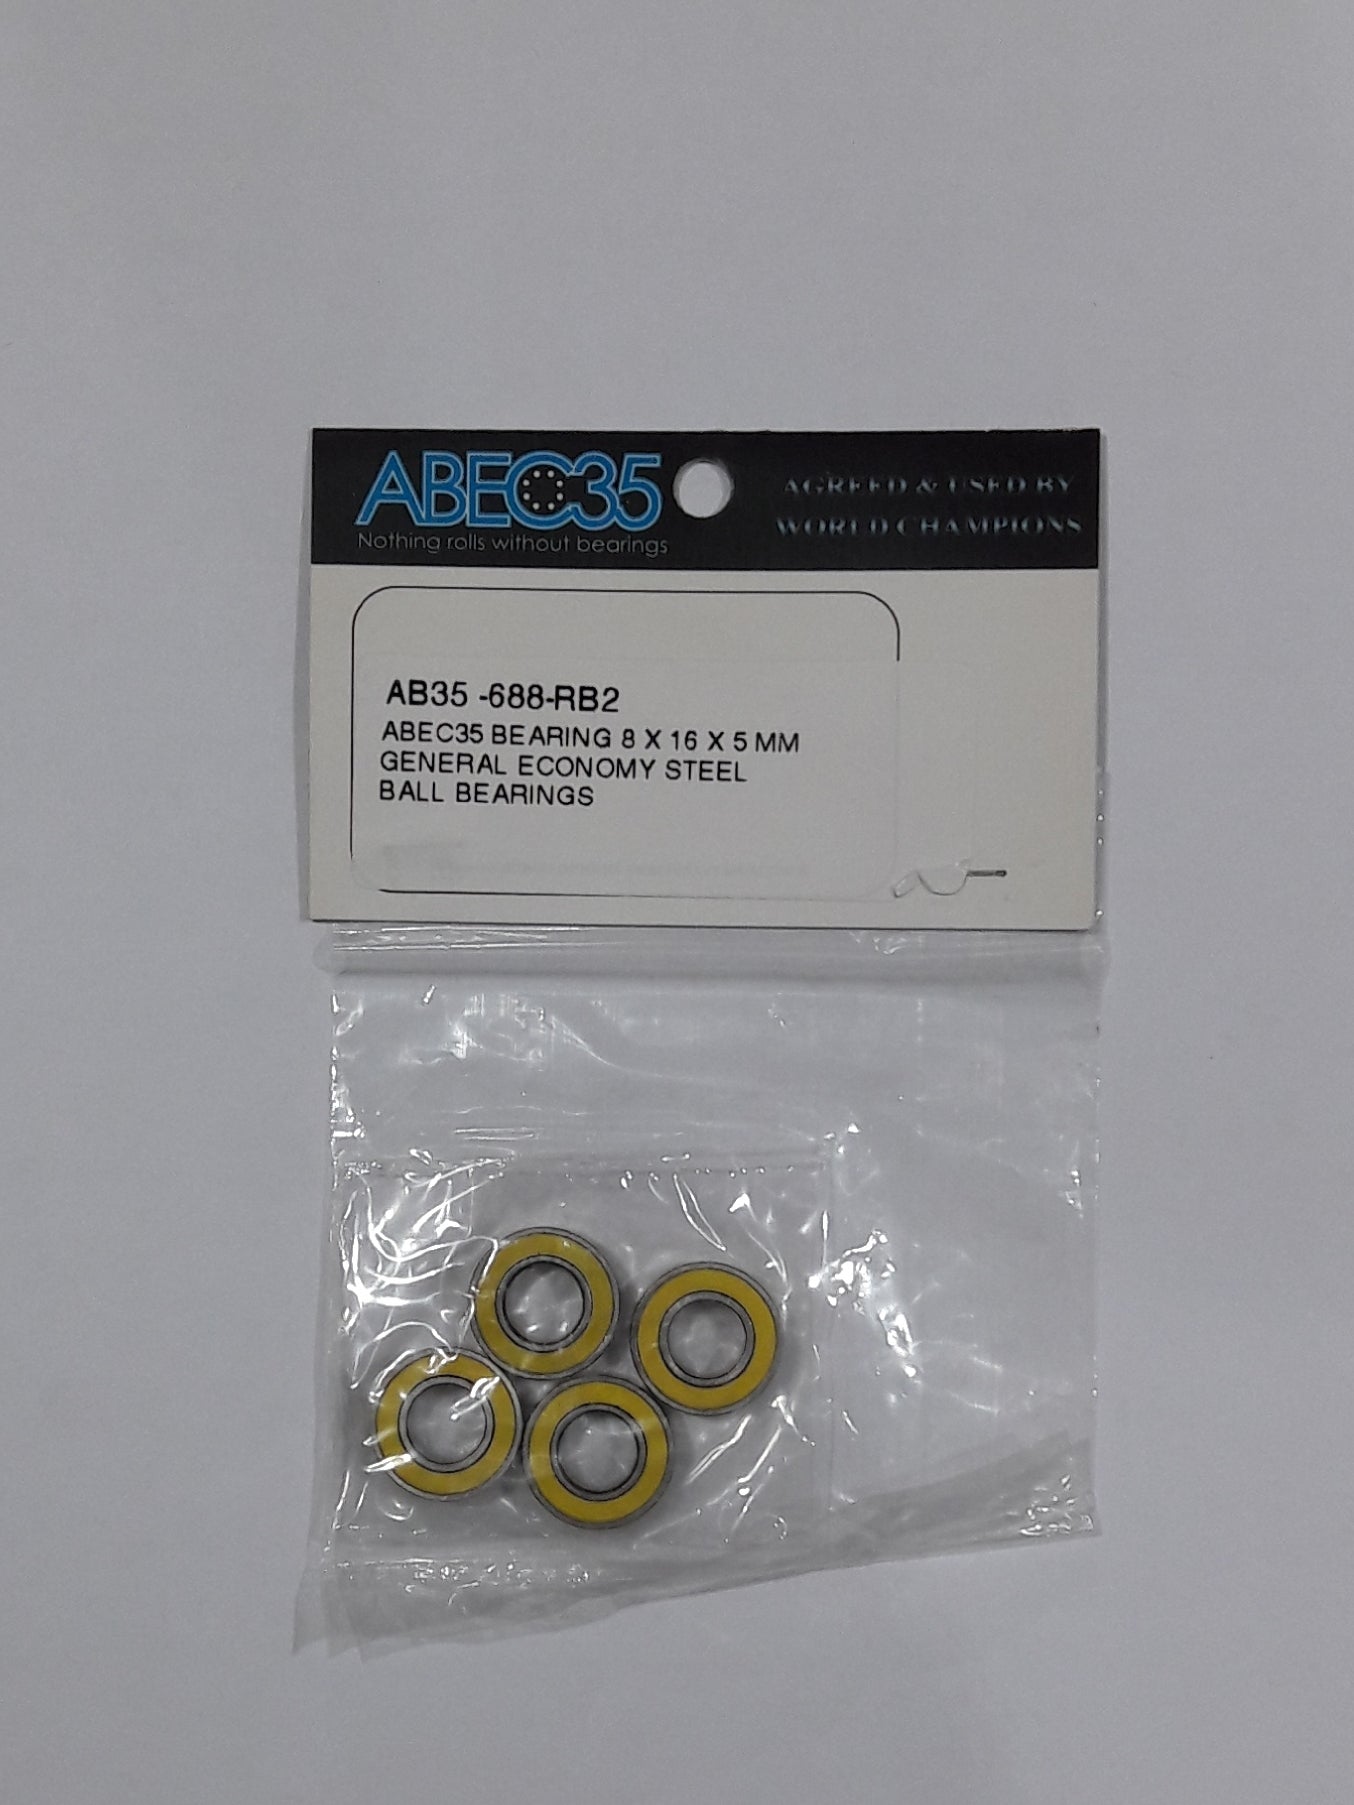 ABEC35
Nothing rolls without bearings
AGREED & USED BY
WORLD CHAMPIONS
AB35 -688-RB2
ABEC35 BEARING 8 X 16 X 5 MM
GENERAL ECONOMY STEEL
BALL BEARINGS